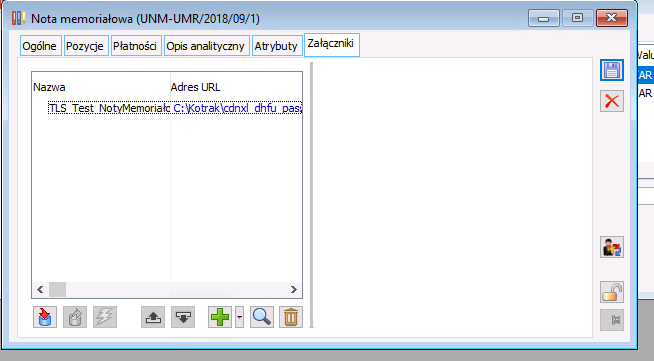 Nota memoriałowa (UNM-UMR/2018/09/1)
Ogólne Pozycje Płatności Opis analityczny Atrybuty Załączniki
Nazwa Adres URL
TLS_Test_NotyMemoriałc C:\Kotrak\cdnxl_dhfu_pas
AR
AR